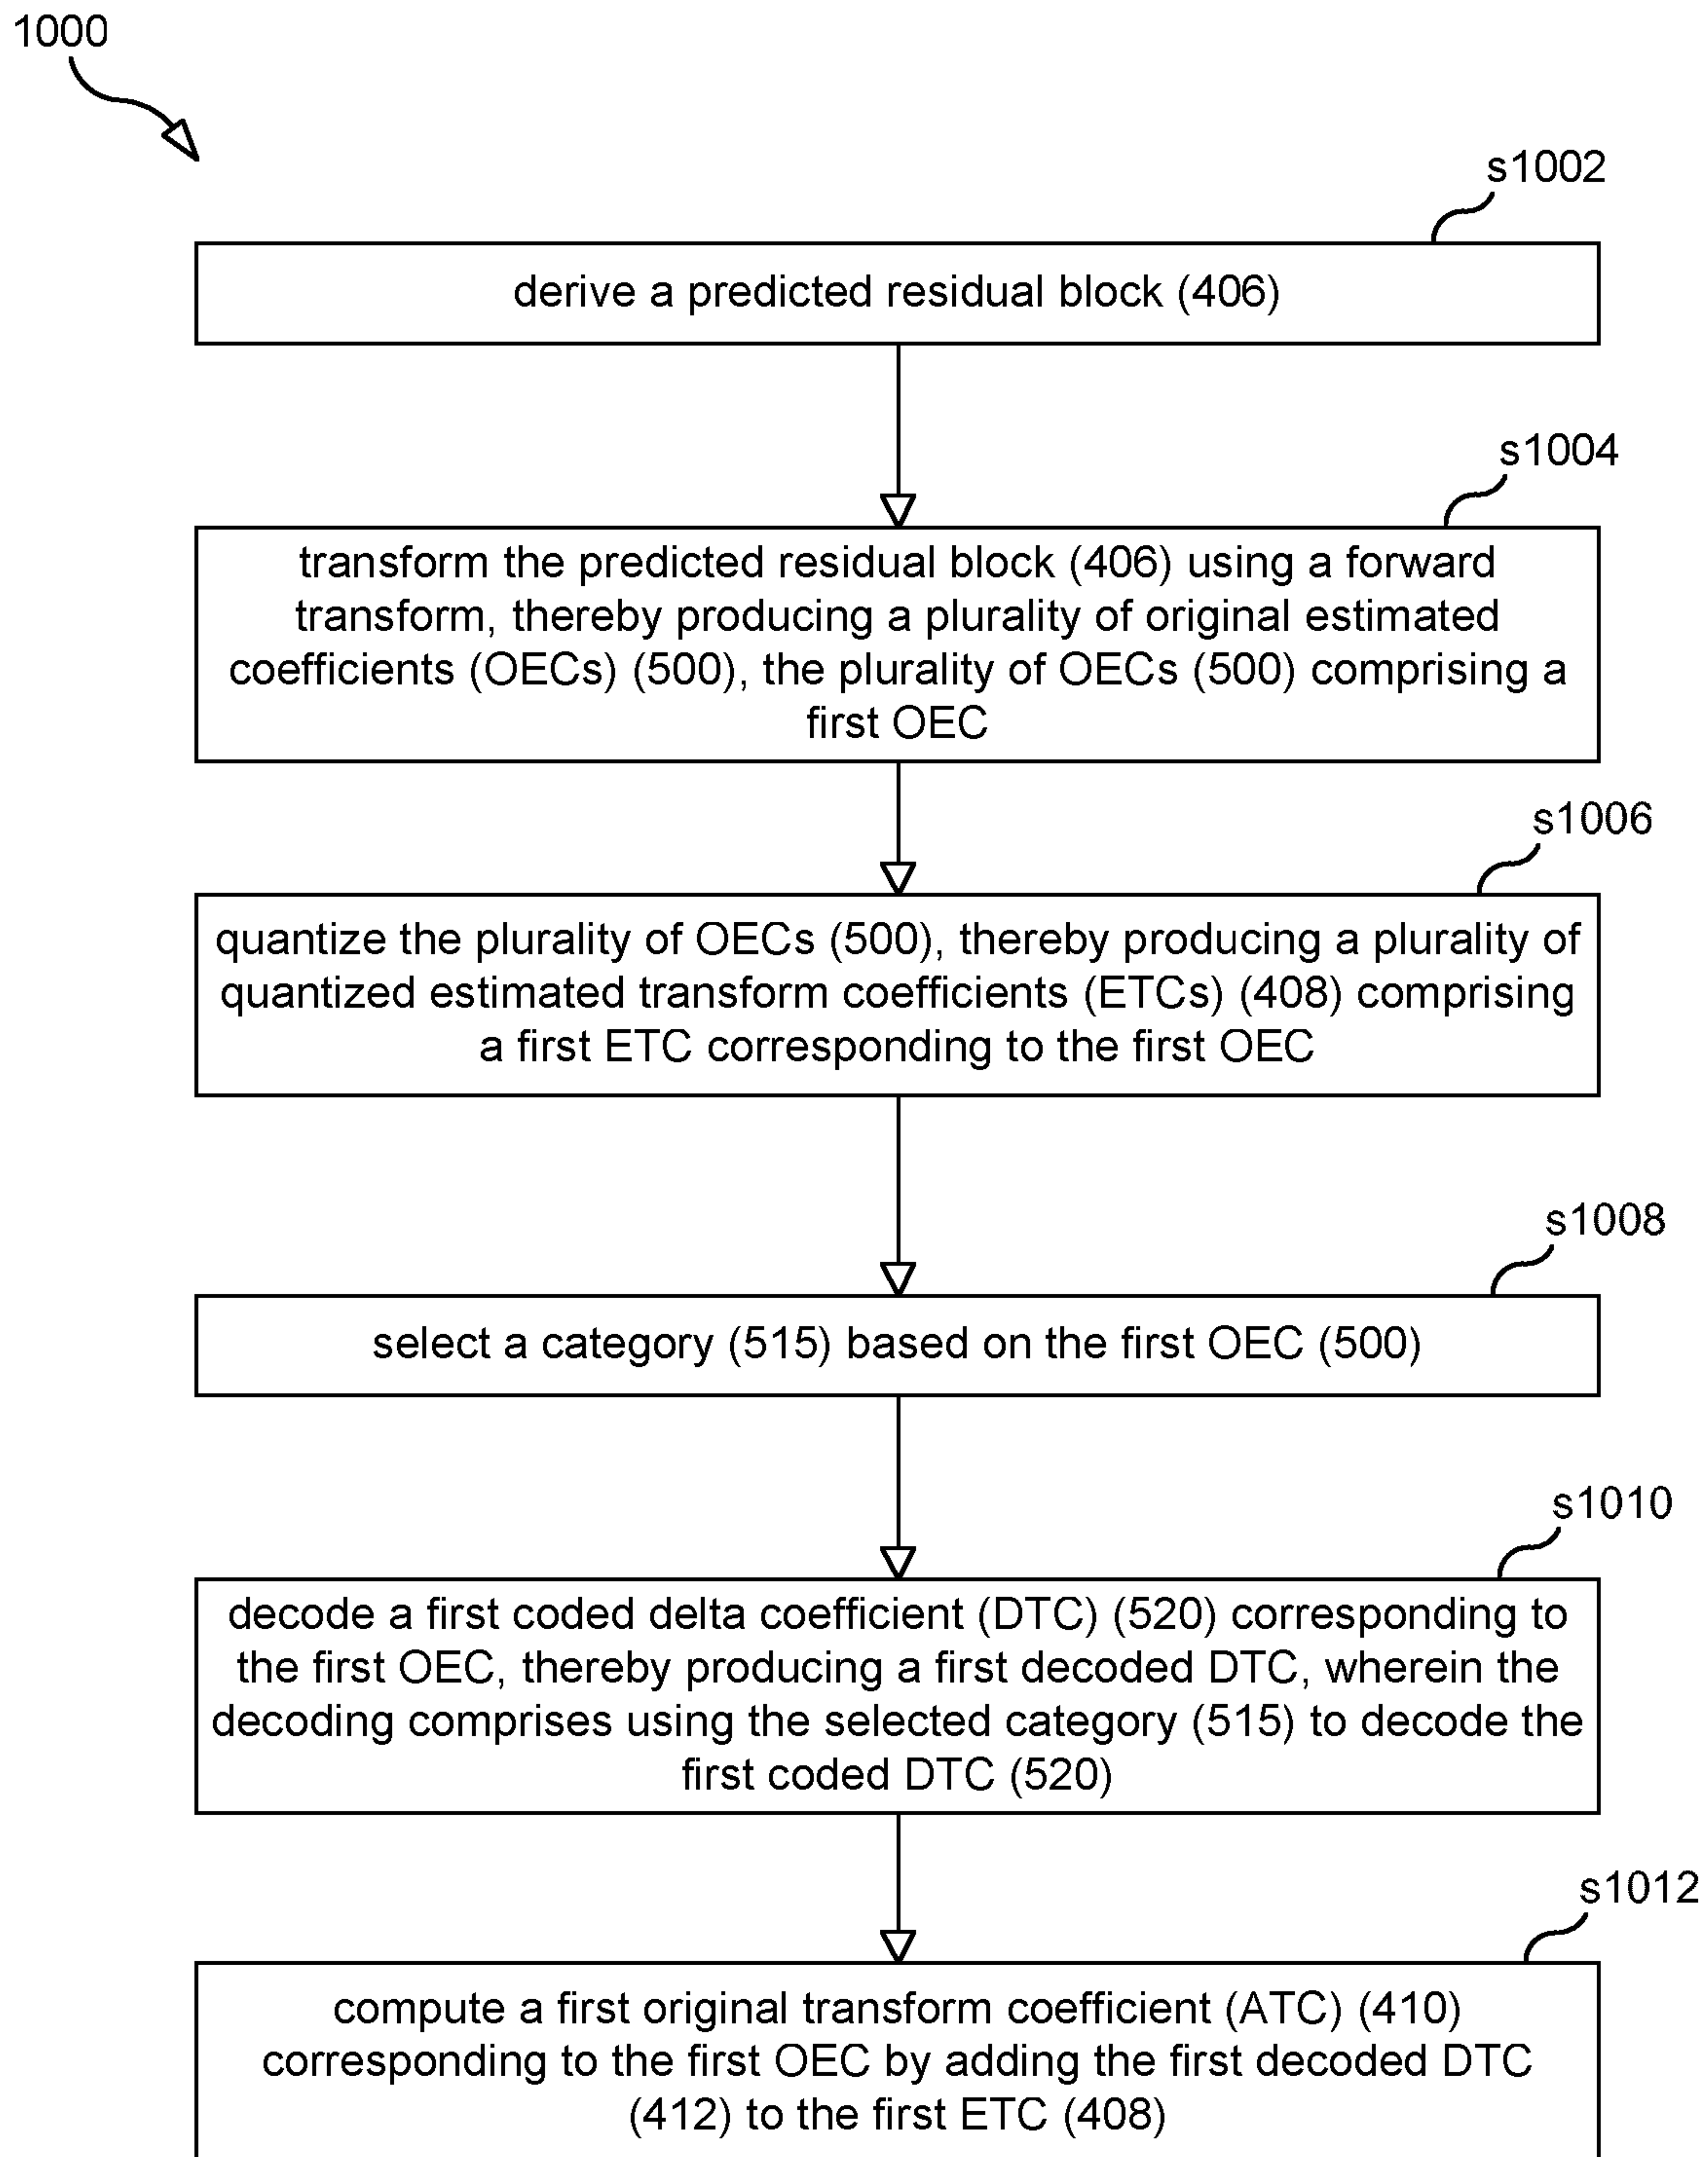 1000
s1002
derive a predicted residual block (406)
s1004
transform the predicted residual block (406) using a forward
transform, thereby producing a plurality of original estimated
coefficients (OECs) (500), the plurality of OECs (500) comprising a
first OEC
s1006
quantize the plurality of OECs (500), thereby producing a plurality of
quantized estimated transform coefficients (ETCs) (408) comprising
a first ETC corresponding to the first OEC
s1008
select a category (515) based on the first OEC (500)
s1010
decode a first coded delta coefficient (DTC) (520) corresponding to
the first OEC, thereby producing a first decoded DTC, wherein the
decoding comprises using the selected category (515) to decode the
first coded DTC (520)
s1012
compute a first original transform coefficient (ATC) (410)
corresponding to the first OEC by adding the first decoded DTC
(412) to the first ETC (408)